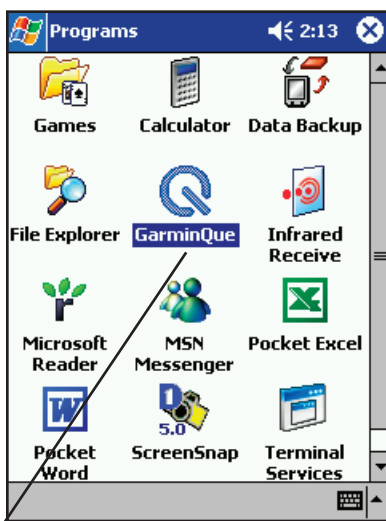 Programs 2:13
Games Calculator Data Backup
File Explorer GarminQue Infrared
Receive
Microsoft MSN Pocket Excel
Reader Messenger
Pocket ScreenSnap Terminal
Word Services